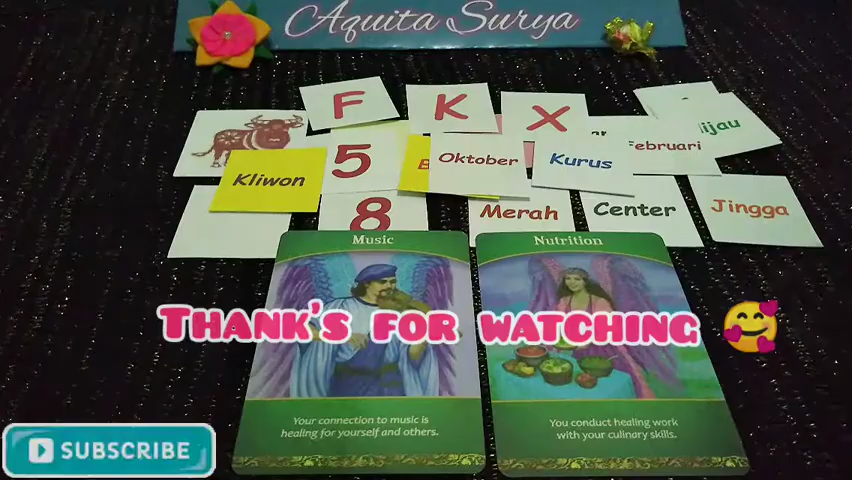 Aquita Surya
F
K
X
ijau
5
Oktober
Kurus
ebruari
Kliwon
8
Merah
Center
Jingga
Music
Nutrition
THANK'S FOR WATCHING
Your connection to music is
healing for yourself and others.
You conduct healing work
with your culinary skills.
SUBSCRIBE